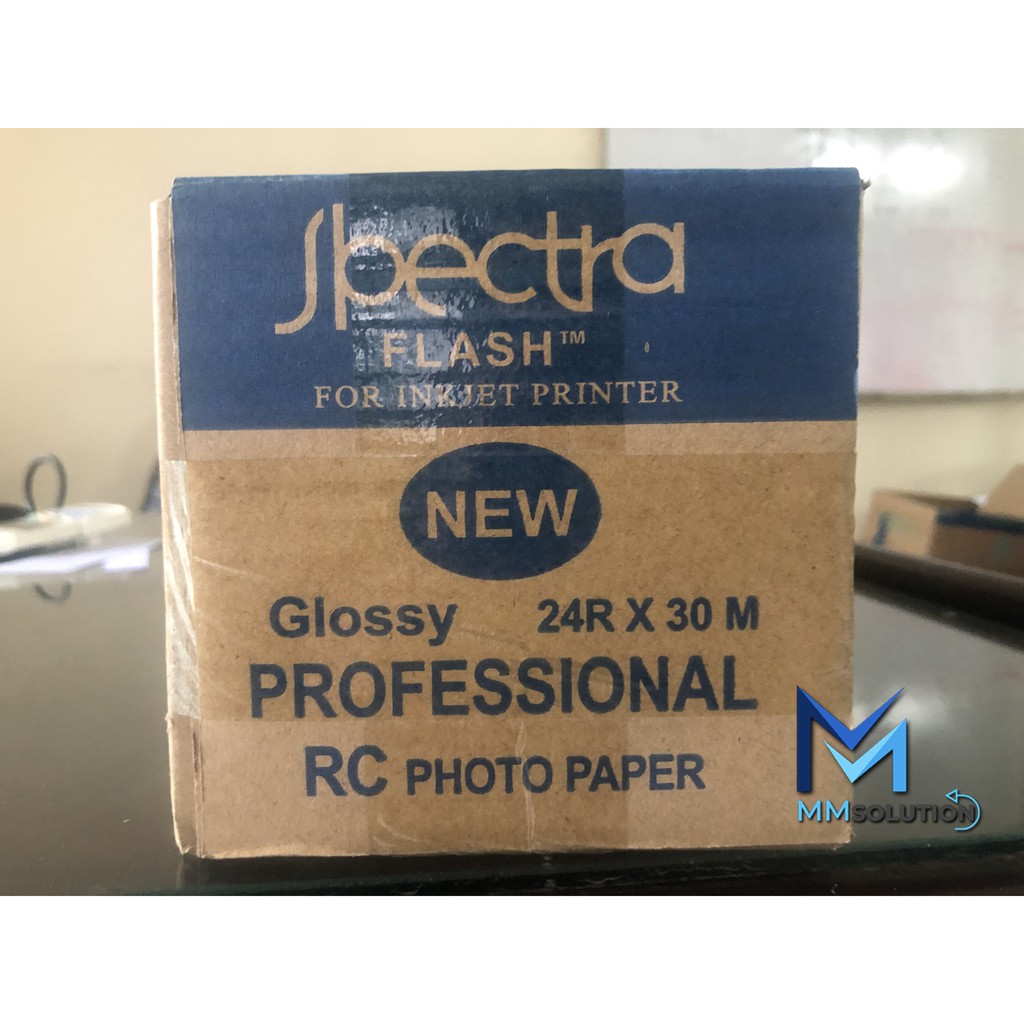 Spectra
FLASH™
FOR INKJET PRINTER
NEW
Glossy 24R X 30 M
PROFESSIONAL
RC PHOTO PAPER
MMSOLUTION